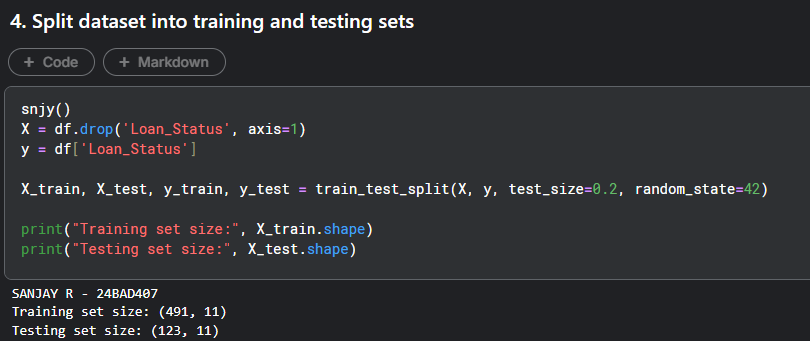 4. Split dataset into training and testing sets
+ Code + Markdown
snjy()
X = df.drop('Loan_Status', axis=1)
y = df['Loan_Status']
X_train, X_test, y_train, y_test = train_test_split(X, y, test_size=0.2, random_state=42)
print("Training set size:", X_train.shape)
print("Testing set size:", X_test.shape)
SANJAY R - 24BAD407
Training set size: (491, 11)
Testing set size: (123, 11)